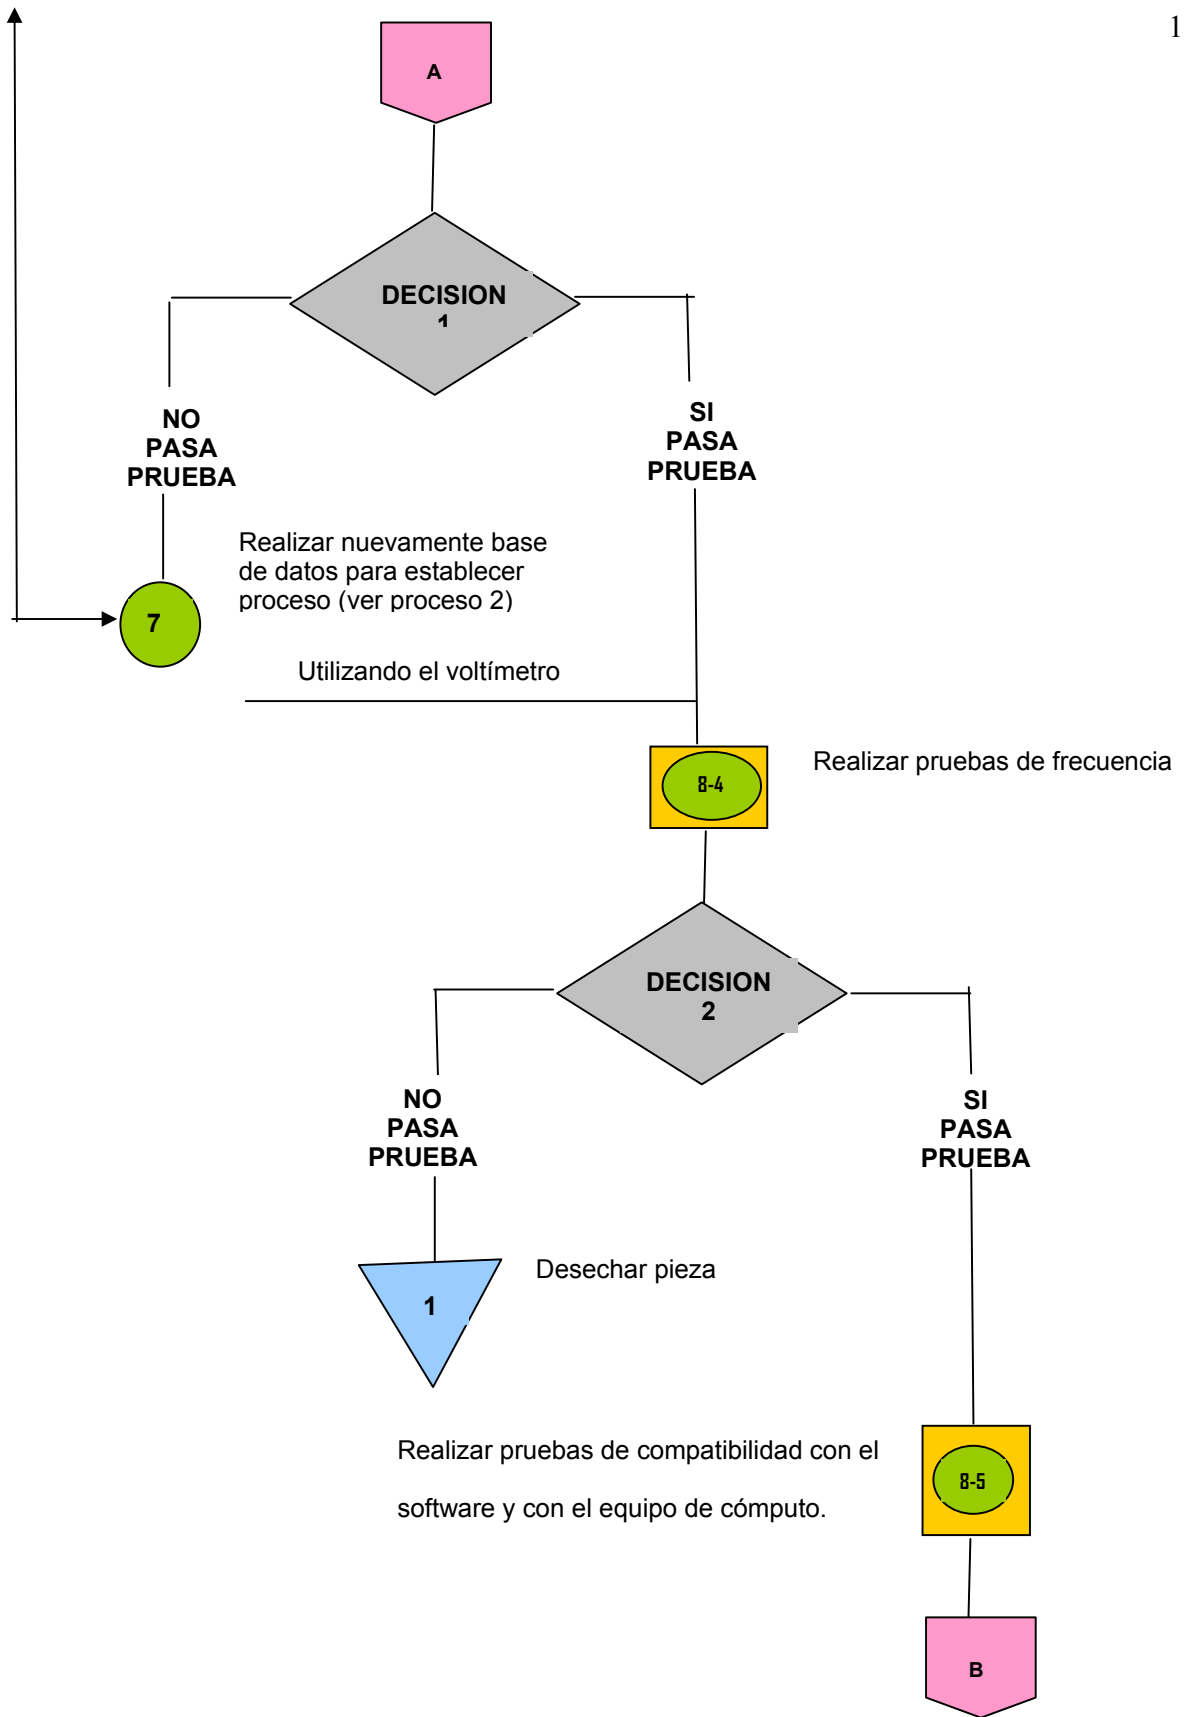 1
A
DECISION
1
NO
PASA
PRUEBA
SI
PASA
PRUEBA
Realizar nuevamente base
de datos para establecer
proceso (ver proceso 2)
7
Utilizando el voltímetro
8-4
Realizar pruebas de frecuencia
DECISION
2
NO
PASA
PRUEBA
SI
PASA
PRUEBA
1
Desechar pieza
Realizar pruebas de compatibilidad con el
software y con el equipo de cómputo.
8-5
B